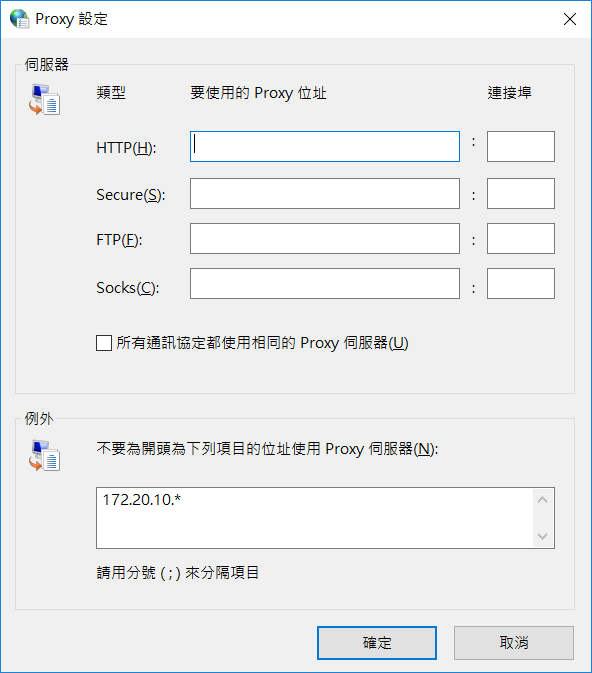 Proxy 設定
伺服器
類型 要使用的 Proxy 位址 連接埠
HTTP(H): :
Secure(S): :
FTP(F): :
Socks(C): :
所有通訊協定都使用相同的 Proxy 伺服器(U)
例外
不要為開頭為下列項目的位址使用 Proxy 伺服器(N):
172.20.10.*
請用分號 ( ; ) 來分隔項目
確定 取消